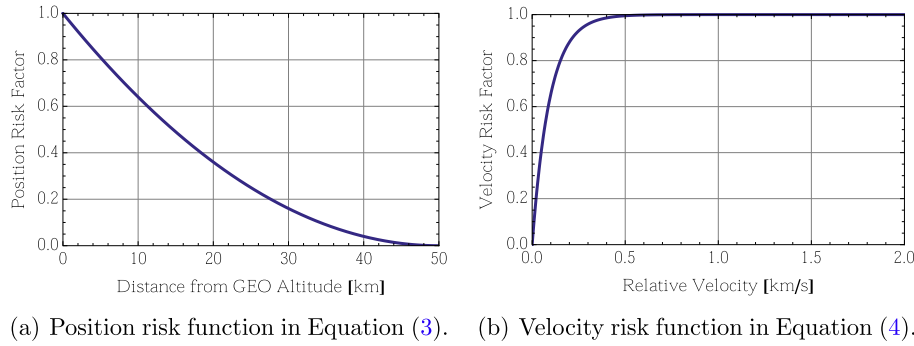 1.0
0.8
0.6
0.4
0.2
0.0
Position Risk Factor
0 10 20 30 40 50
Distance from GEO Altitude [km]
(a) Position risk function in Equation (3).
1.0
0.8
0.6
0.4
0.2
0.0
Velocity Risk Factor
0.0 0.5 1.0 1.5 2.0
Relative Velocity [km/s]
(b) Velocity risk function in Equation (4).